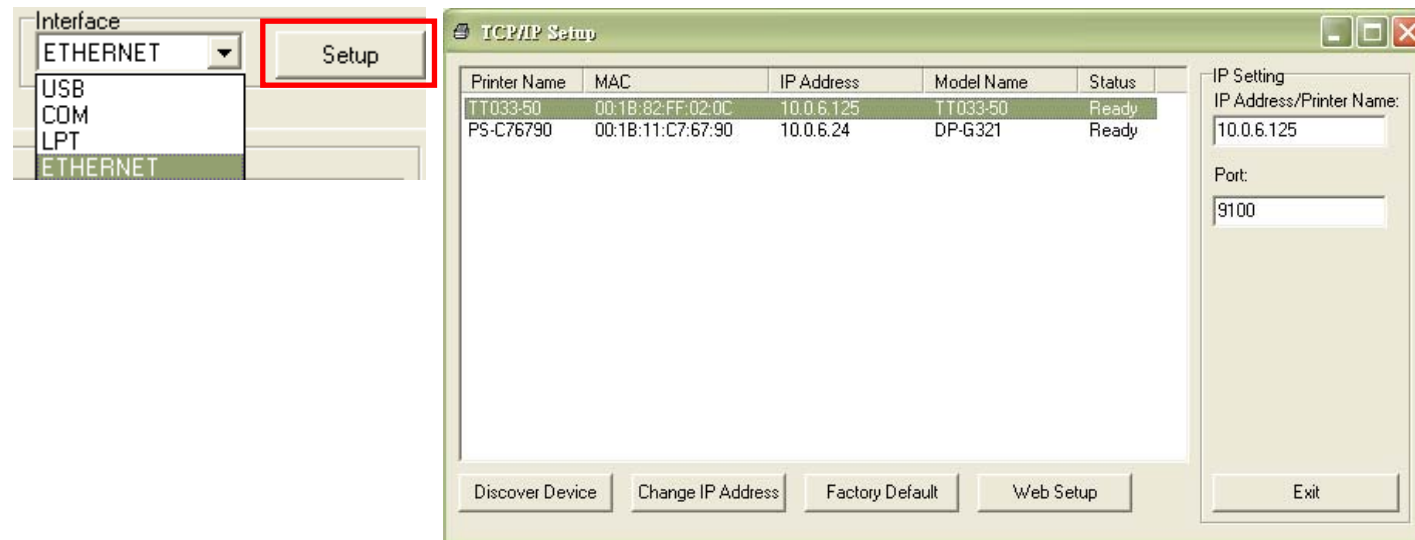 Interface
ETHERNET
Setup
USB
COM
LPT
ETHERNET
TCP/IP Setup
Printer Name MAC IP Address Model Name Status
TT033-50 00:1B:82:FF:02:0C 10.0.6.125 TT033-50 Ready
PS-C76790 00:1B:11:C7:67:90 10.0.6.24 DP-G321 Ready
IP Setting
IP Address/Printer Name:
10.0.6.125
Port:
9100
Discover Device Change IP Address Factory Default Web Setup Exit